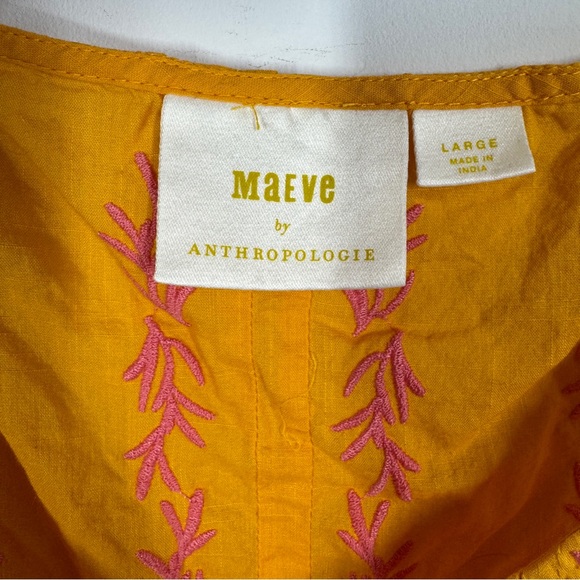 MaEVe
by
ANTHROPOLOGIE
LARGE
MADE IN
INDIA